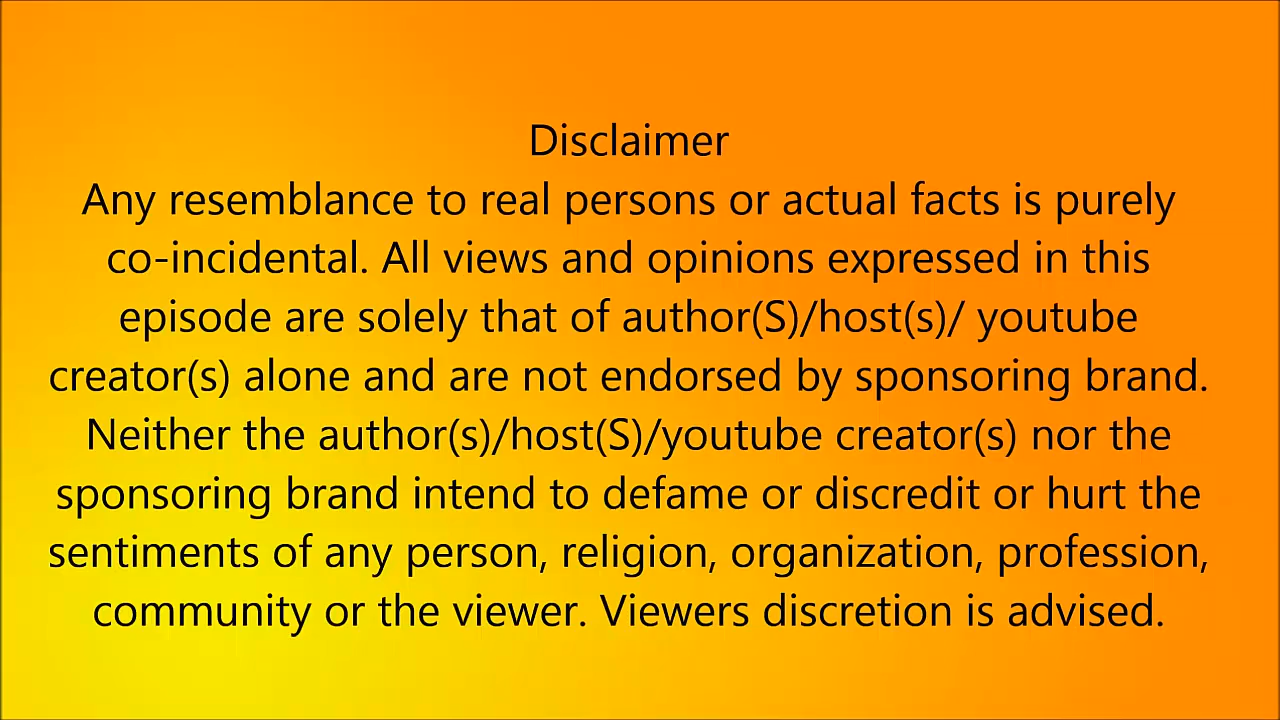 Disclaimer
Any resemblance to real persons or actual facts is purely
co-incidental. All views and opinions expressed in this
episode are solely that of author(S)/host(s)/ youtube
creator(s) alone and are not endorsed by sponsoring brand.
Neither the author(s)/host(S)/youtube creator(s) nor the
sponsoring brand intend to defame or discredit or hurt the
sentiments of any person, religion, organization, profession,
community or the viewer. Viewers discretion is advised.